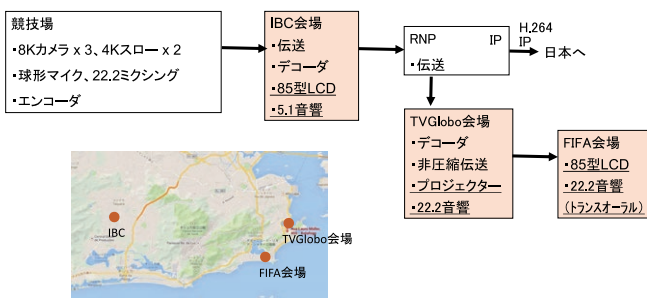 競技場
・8Kカメラ x 3、4Kスロー x 2
・球形マイク、22.2ミクシング
・エンコーダ
IBC会場
・伝送
・デコーダ
・85型LCD
・5.1音響
RNP IP
・伝送
H.264
IP
日本へ
TVGlobo会場
・デコーダ
・非圧縮伝送
・プロジェクター
・22.2音響
FIFA会場
・85型LCD
・22.2音響
(トランスオーラル)
IBC
TVGlobo会場
FIFA会場